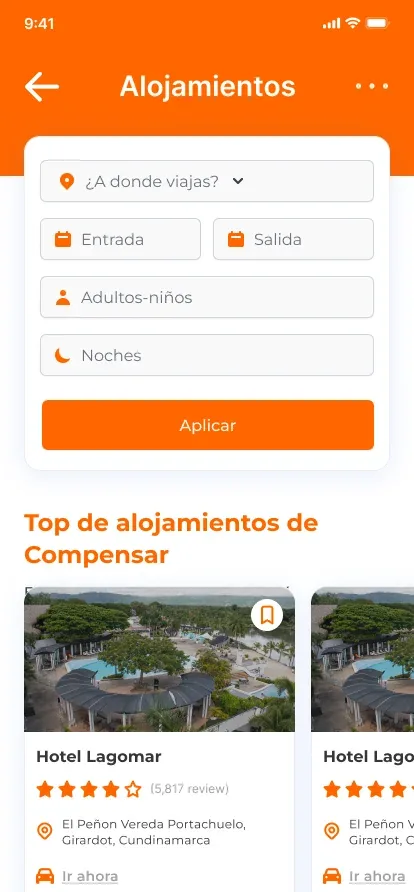 9:41
Alojamientos
¿A donde viajas?
Entrada
Salida
Adultos-niños
Noches
Aplicar
Top de alojamientos de
Compensar
Hotel Lagomar
(5,817 review)
El Peñon Vereda Portachuelo,
Girardot, Cundinamarca
Ir ahora
Hotel Lago
El Peñon V
Girardot, C
Ir ahora